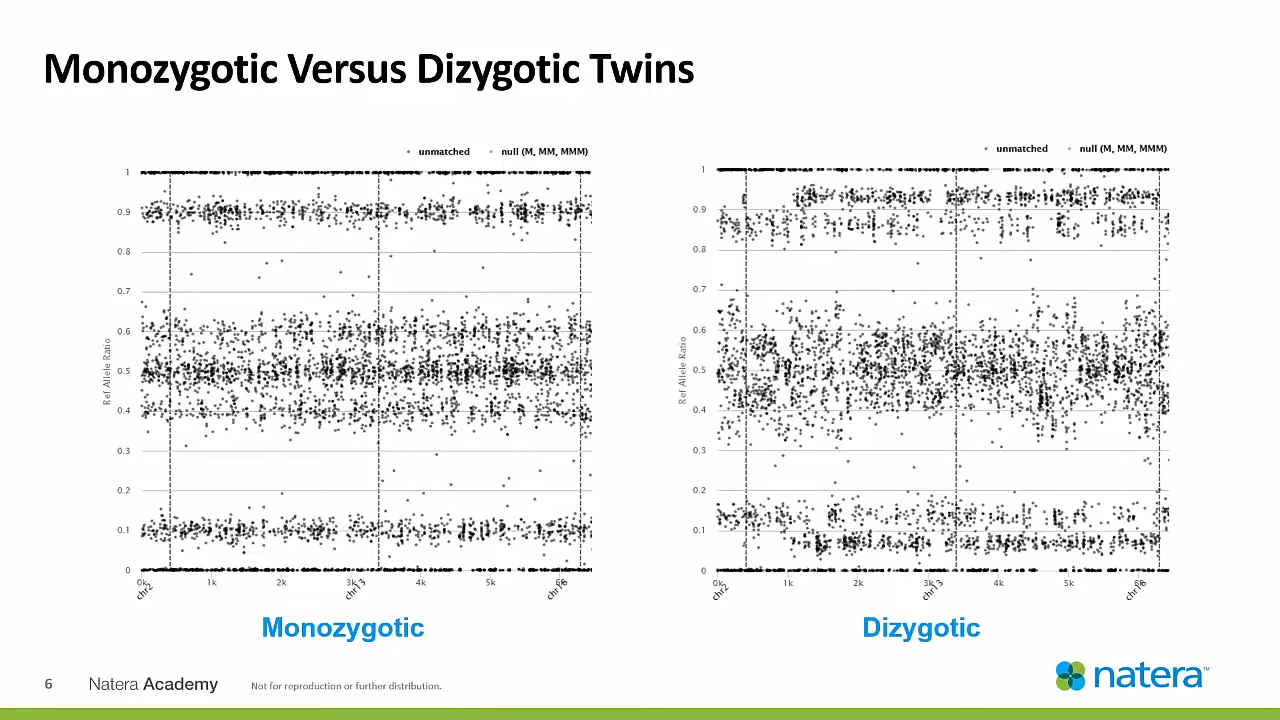 Monozygotic Versus Dizygotic Twins
unmatched null (M, MM, MMM)
1
0.9
0.8
0.7
0.6
0.5
0.4
0.3
0.2
0.1
0
Ref Allele Ratio
0k 1k 2k 3k 4k 5k
chr2 chr13
Monozygotic
unmatched null (M, MM, MMM)
1
0.9
0.8
0.7
0.6
0.5
0.4
0.3
0.2
0.1
0
Ref Allele Ratio
0k 1k 2k 3k 4k 5k
chr2 chr13
Dizygotic
6 Natera Academy Not for reproduction or further distribution.
natera™